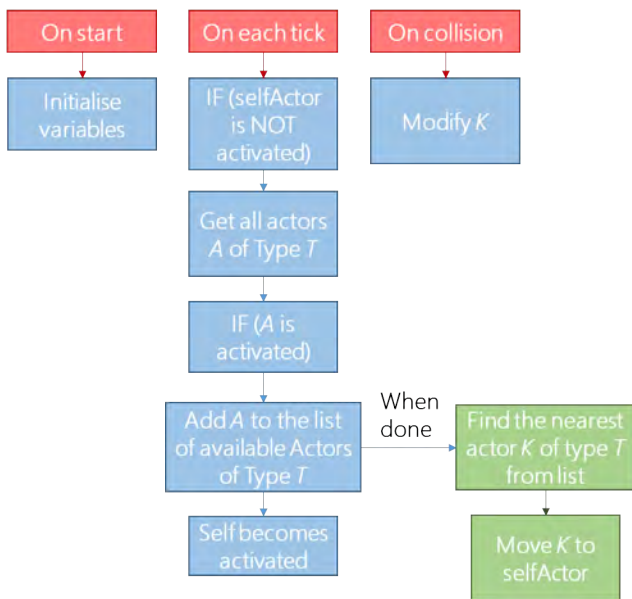 On start
On each tick
On collision
Initialise
variables
IF (selfActor
is NOT
activated)
Modify K
Get all actors
A of Type T
IF (A is
activated)
Add A to the list
of available Actors
of Type T
When
done
Find the nearest
actor K of type T
from list
Self becomes
activated
Move K to
selfActor